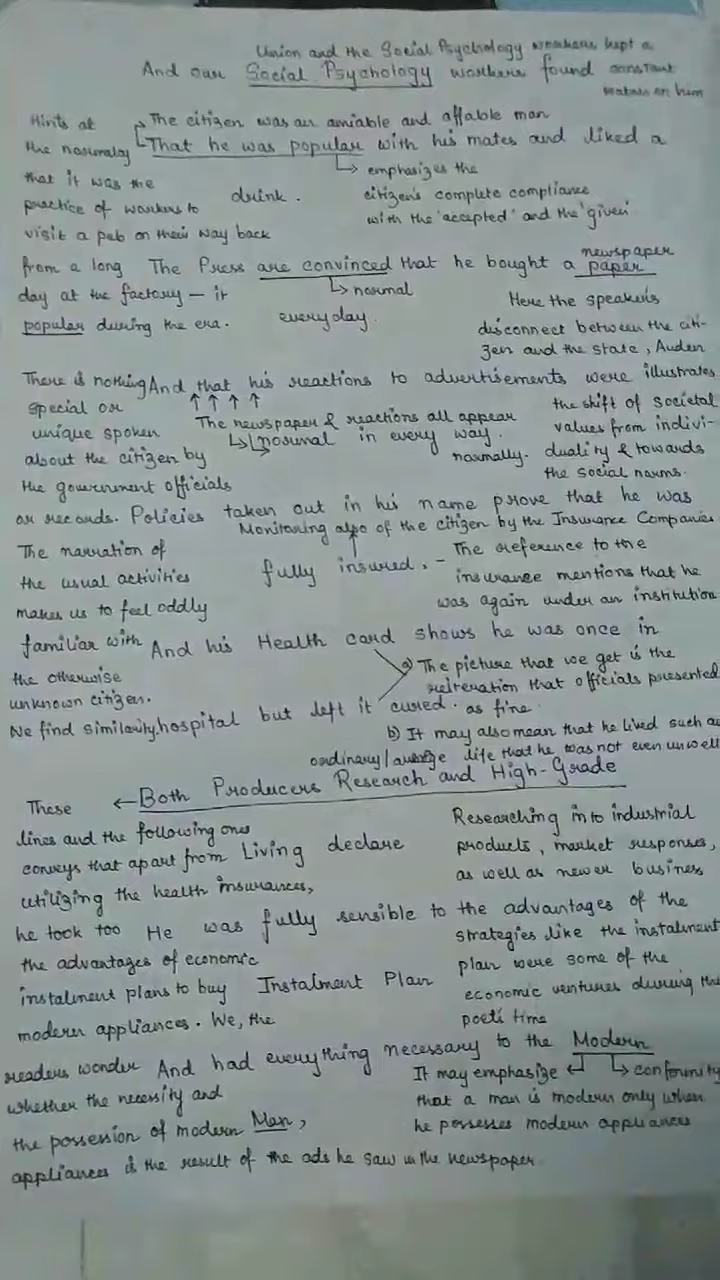 Union and the Social Psychology workers kept a
And our Social Psychology workers found constant
watch on him
Hints at The citizen was an amiable and affable man
the normalcy That he was popular with his mates and liked a
that it was the → emphasizes the
practice of workers to drink. citizen's complete compliance
visit a pub on their way back with the 'accepted' and the 'given'
from a long The Press are convinced that he bought a newspaper paper
day at the factory — it → normal Here the speakers
popular during the era. everyday. disconnect between the citi-
zen and the state, Auden
There is nothing And that his reactions to advertisements were illustrates
special or the shift of societal
unique spoken The newspaper & reactions all appear values from indivi-
about the citizen by → normal in every way. normally. duality & towards
the government officials the social norms.
or records. Policies taken out in his name prove that he was
Monitoring also of the citizen by the Insurance Companies
The narration of fully insured, – The reference to the
the usual activities insurance mentions that he
makes us to feel oddly was again under an institution
familiar with And his Health card shows he was once in
the otherwise a) The picture that we get is the
unknown citizen. reiteration that officials presented
We find similarity, hospital but left it cured. as fine.
b) It may also mean that he lived such an
ordinary/average life that he was not even unwell
These ← Both Producers Research and High-Grade
lines and the following ones Researching into industrial
conveys that apart from Living declare products, market responses,
utilizing the health insurances, as well as newer business
he took too He was fully sensible to the advantages of the
the advantages of economic strategies like the instalment
instalment plans to buy Instalment Plan plan were some of the
modern appliances. We, the economic ventures during the
poet's time
readers wonder And had everything necessary to the Modern
whether the necessity and It may emphasize ← → conformity
the possession of modern Man, that a man is modern only when
he possesses modern appliances
appliances is the result of the ads he saw in the newspaper.